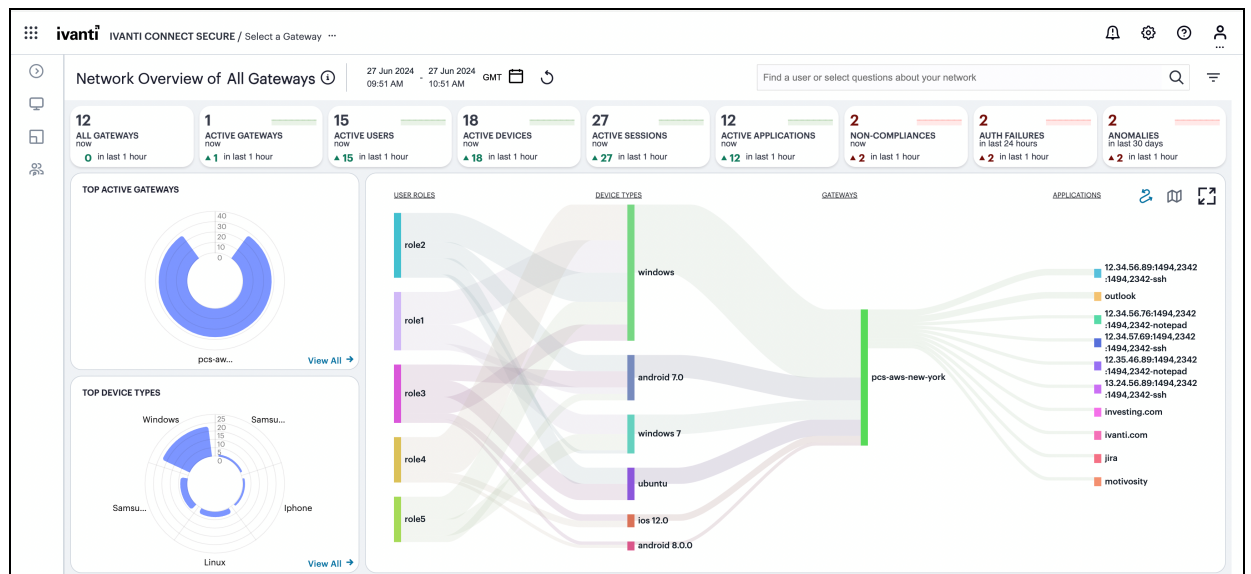 ivanti IVANTI CONNECT SECURE / Select a Gateway ...
Network Overview of All Gateways
27 Jun 2024 - 27 Jun 2024 GMT
09:51 AM 10:51 AM
Find a user or select questions about your network
12
ALL GATEWAYS
now
0 in last 1 hour
1
ACTIVE GATEWAYS
now
1 in last 1 hour
15
ACTIVE USERS
now
15 in last 1 hour
18
ACTIVE DEVICES
now
18 in last 1 hour
27
ACTIVE SESSIONS
now
27 in last 1 hour
12
ACTIVE APPLICATIONS
now
12 in last 1 hour
2
NON-COMPLIANCES
now
2 in last 1 hour
2
AUTH FAILURES
in last 24 hours
2 in last 1 hour
2
ANOMALIES
in last 30 days
2 in last 1 hour
TOP ACTIVE GATEWAYS
40
30
20
10
0
pcs-aw...
View All
TOP DEVICE TYPES
25
20
15
10
5
0
Windows
Samsu...
Samsu...
Iphone
Linux
View All
USER ROLES
DEVICE TYPES
GATEWAYS
APPLICATIONS
role2
role1
role3
role4
role5
windows
android 7.0
windows 7
ubuntu
ios 12.0
android 8.0.0
pcs-aws-new-york
12.34.56.89:1494,2342
:1494,2342-ssh
outlook
12.34.56.76:1494,2342
:1494,2342-notepad
12.34.57.69:1494,2342
:1494,2342-ssh
12.35.46.89:1494,2342
:1494,2342-notepad
13.24.56.89:1494,2342
:1494,2342-ssh
investing.com
ivanti.com
jira
motivosity